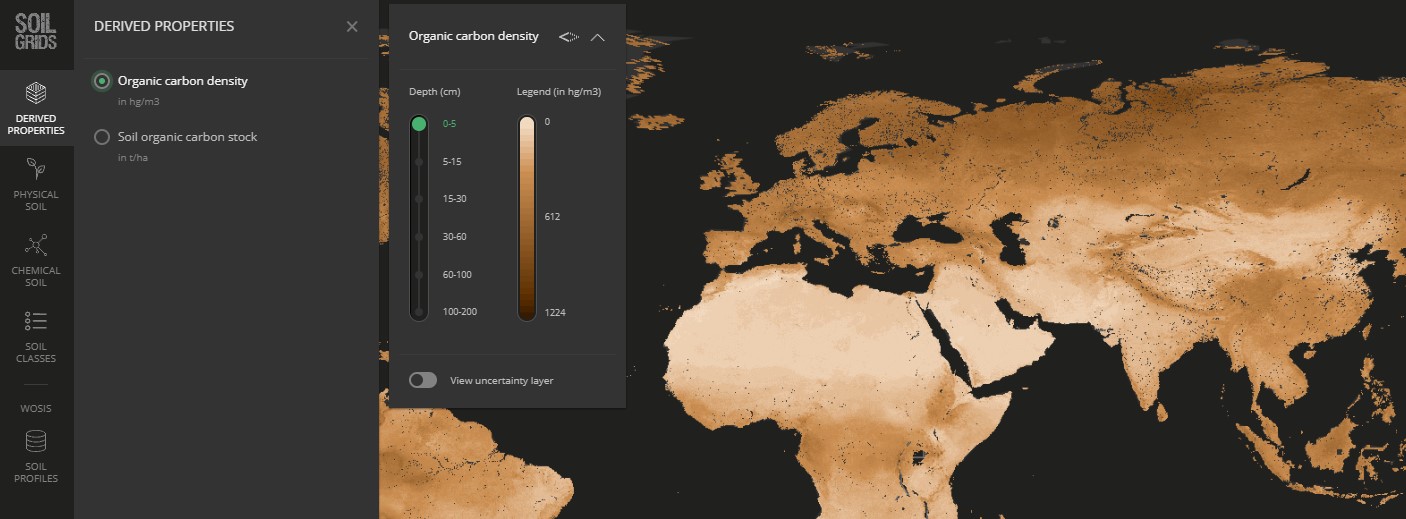 SOIL
GRIDS
DERIVED
PROPERTIES
PHYSICAL
SOIL
CHEMICAL
SOIL
SOIL
CLASSES
WOSIS
SOIL
PROFILES
DERIVED PROPERTIES
Organic carbon density
in hg/m3
Soil organic carbon stock
in t/ha
Organic carbon density
Depth (cm)
0-5
5-15
15-30
30-60
60-100
100-200
Legend (in hg/m3)
0
612
1224
View uncertainty layer